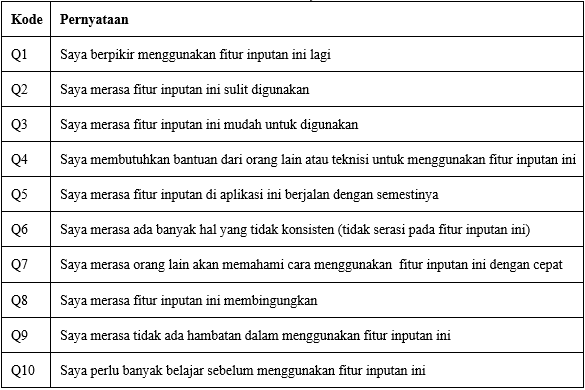 Kode Pernyataan
Q1 Saya berpikir menggunakan fitur inputan ini lagi
Q2 Saya merasa fitur inputan ini sulit digunakan
Q3 Saya merasa fitur inputan ini mudah untuk digunakan
Q4 Saya membutuhkan bantuan dari orang lain atau teknisi untuk menggunakan fitur inputan ini
Q5 Saya merasa fitur inputan di aplikasi ini berjalan dengan semestinya
Q6 Saya merasa ada banyak hal yang tidak konsisten (tidak serasi pada fitur inputan ini)
Q7 Saya merasa orang lain akan memahami cara menggunakan fitur inputan ini dengan cepat
Q8 Saya merasa fitur inputan ini membingungkan
Q9 Saya merasa tidak ada hambatan dalam menggunakan fitur inputan ini
Q10 Saya perlu banyak belajar sebelum menggunakan fitur inputan ini